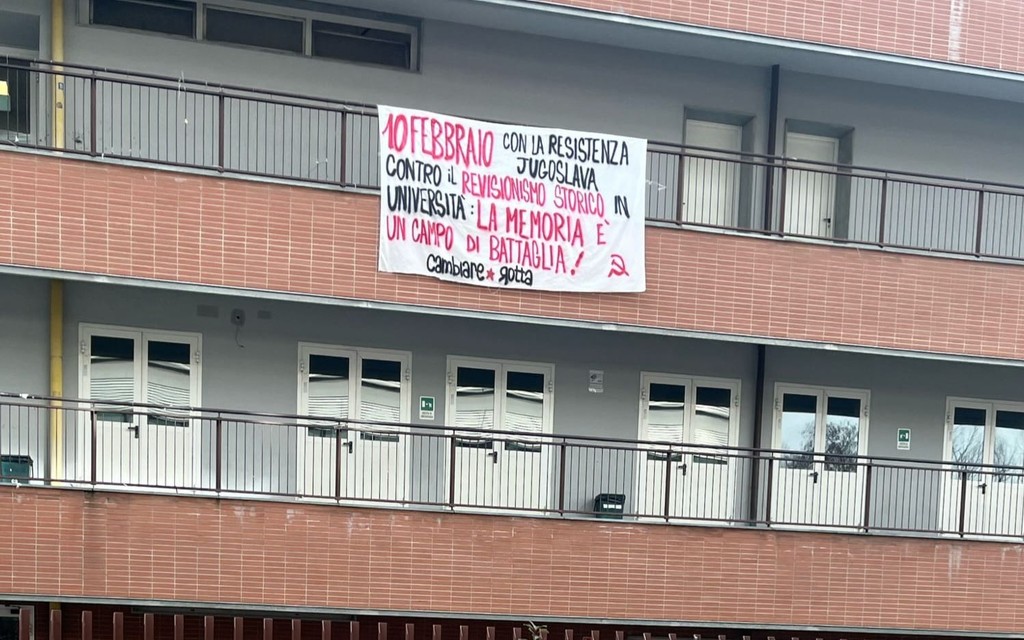 10 FEBBRAIO CON LA RESISTENZA
JUGOSLAVA
CONTRO iL REVISIONISMO STORICO IN
UNIVERSITÀ: LA MEMORIA È
UN CAMPO DI BATTAGLIA!
cambiare rotta